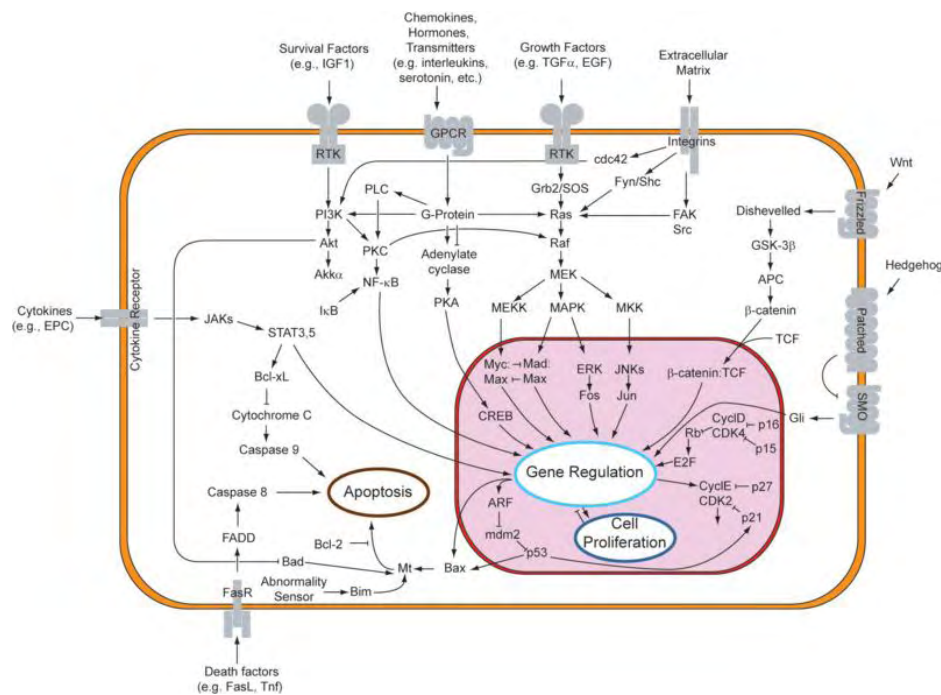 Survival Factors
(e.g., IGF1)
Chemokines,
Hormones,
Transmitters
(e.g. interleukins,
serotonin, etc.)
Growth Factors
(e.g. TGFα, EGF)
Extracellular
Matrix
RTK
GPCR
RTK
Integrins
cdc42
Grb2/SOS
Fyn/Shc
PLC
PI3K
G-Protein
Ras
FAK
Src
Akt
PKC
Adenylate
cyclase
Raf
Akkα
NF-κB
MEK
IκB
PKA
MEKK
MAPK
MKK
Wnt
Frizzled
Dishevelled
GSK-3β
APC
β-catenin
TCF
Hedgehog
Patched
SMO
Gli
Cytokines
(e.g., EPC)
Cytokine Receptor
JAKs
STAT3,5
Bcl-xL
Cytochrome C
Caspase 9
Caspase 8
Apoptosis
FADD
Bcl-2
Bad
Mt
Bax
FasR
Abnormality
Sensor
Bim
Death factors
(e.g. FasL, Tnf)
Myc:
Mad:
Max
Max
ERK
Fos
JNKs
Jun
β-catenin:TCF
CREB
CyclD
CDK4
p16
p15
Rb
E2F
Gene Regulation
CyclE
CDK2
p27
p21
ARF
mdm2
p53
Cell
Proliferation